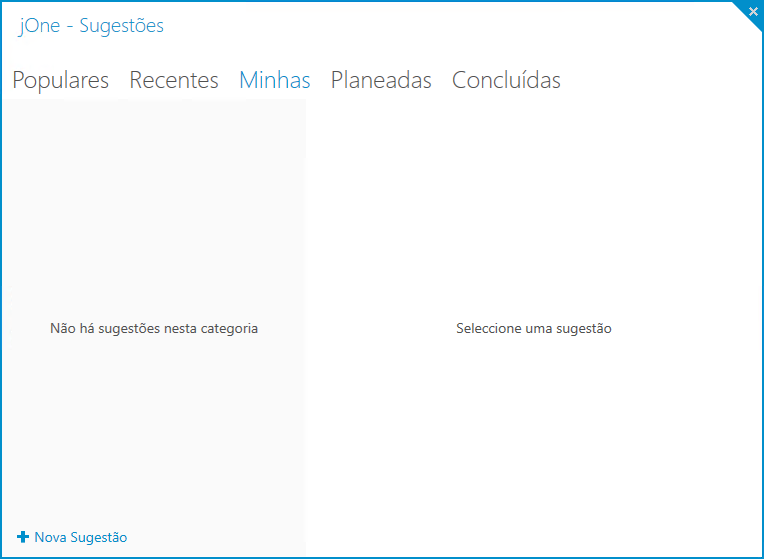 jOne - Sugestões
Populares Recentes Minhas Planeadas Concluídas
Não há sugestões nesta categoria
Seleccione uma sugestão
Nova Sugestão